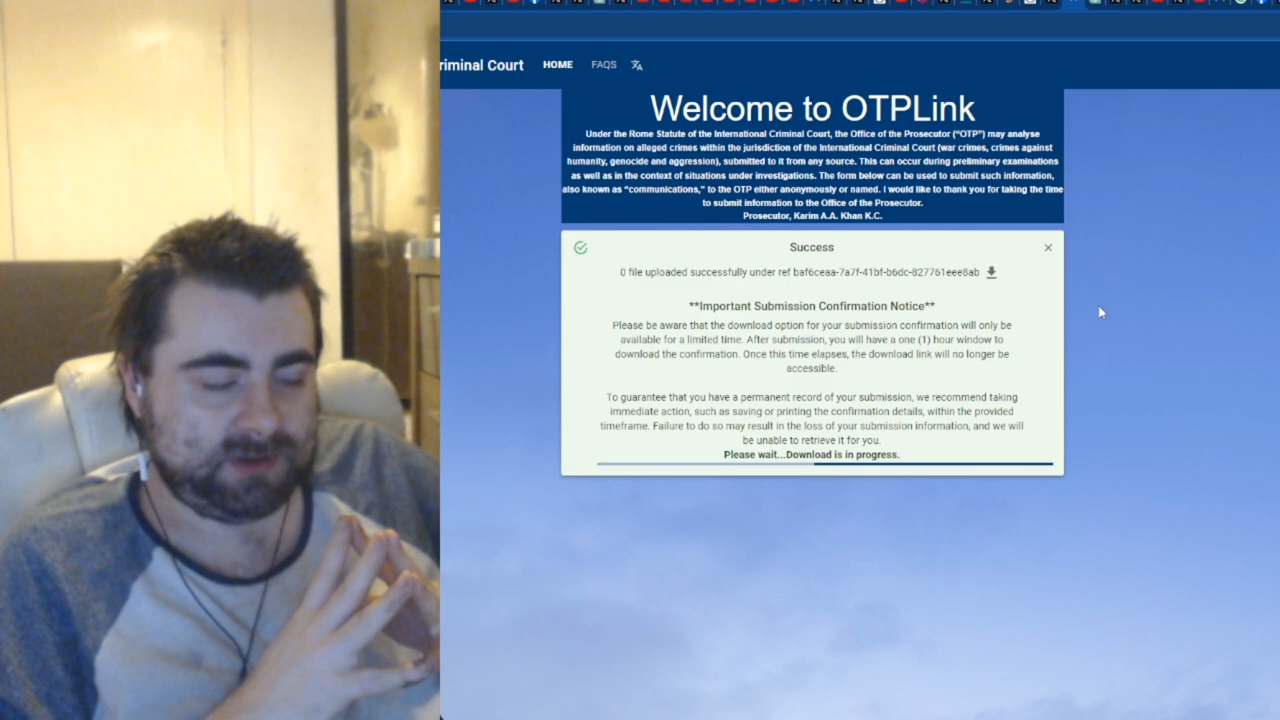 riminal Court HOME FAQS
Welcome to OTPLink
Under the Rome Statute of the International Criminal Court, the Office of the Prosecutor (“OTP”) may analyse
information on alleged crimes within the jurisdiction of the International Criminal Court (war crimes, crimes against
humanity, genocide and aggression), submitted to it from any source. This can occur during preliminary examinations
as well as in the context of situations under investigations. The form below can be used to submit such information,
also known as “communications,” to the OTP either anonymously or named. I would like to thank you for taking the time
to submit information to the Office of the Prosecutor.
Prosecutor, Karim A.A. Khan K.C.
Success
0 file uploaded successfully under ref baf6ceaa-7a7f-41bf-b6dc-827761eee8ab
**Important Submission Confirmation Notice**
Please be aware that the download option for your submission confirmation will only be
available for a limited time. After submission, you will have a one (1) hour window to
download the confirmation. Once this time elapses, the download link will no longer be
accessible.
To guarantee that you have a permanent record of your submission, we recommend taking
immediate action, such as saving or printing the confirmation details, within the provided
timeframe. Failure to do so may result in the loss of your submission information, and we will
be unable to retrieve it for you.
Please wait...Download is in progress.